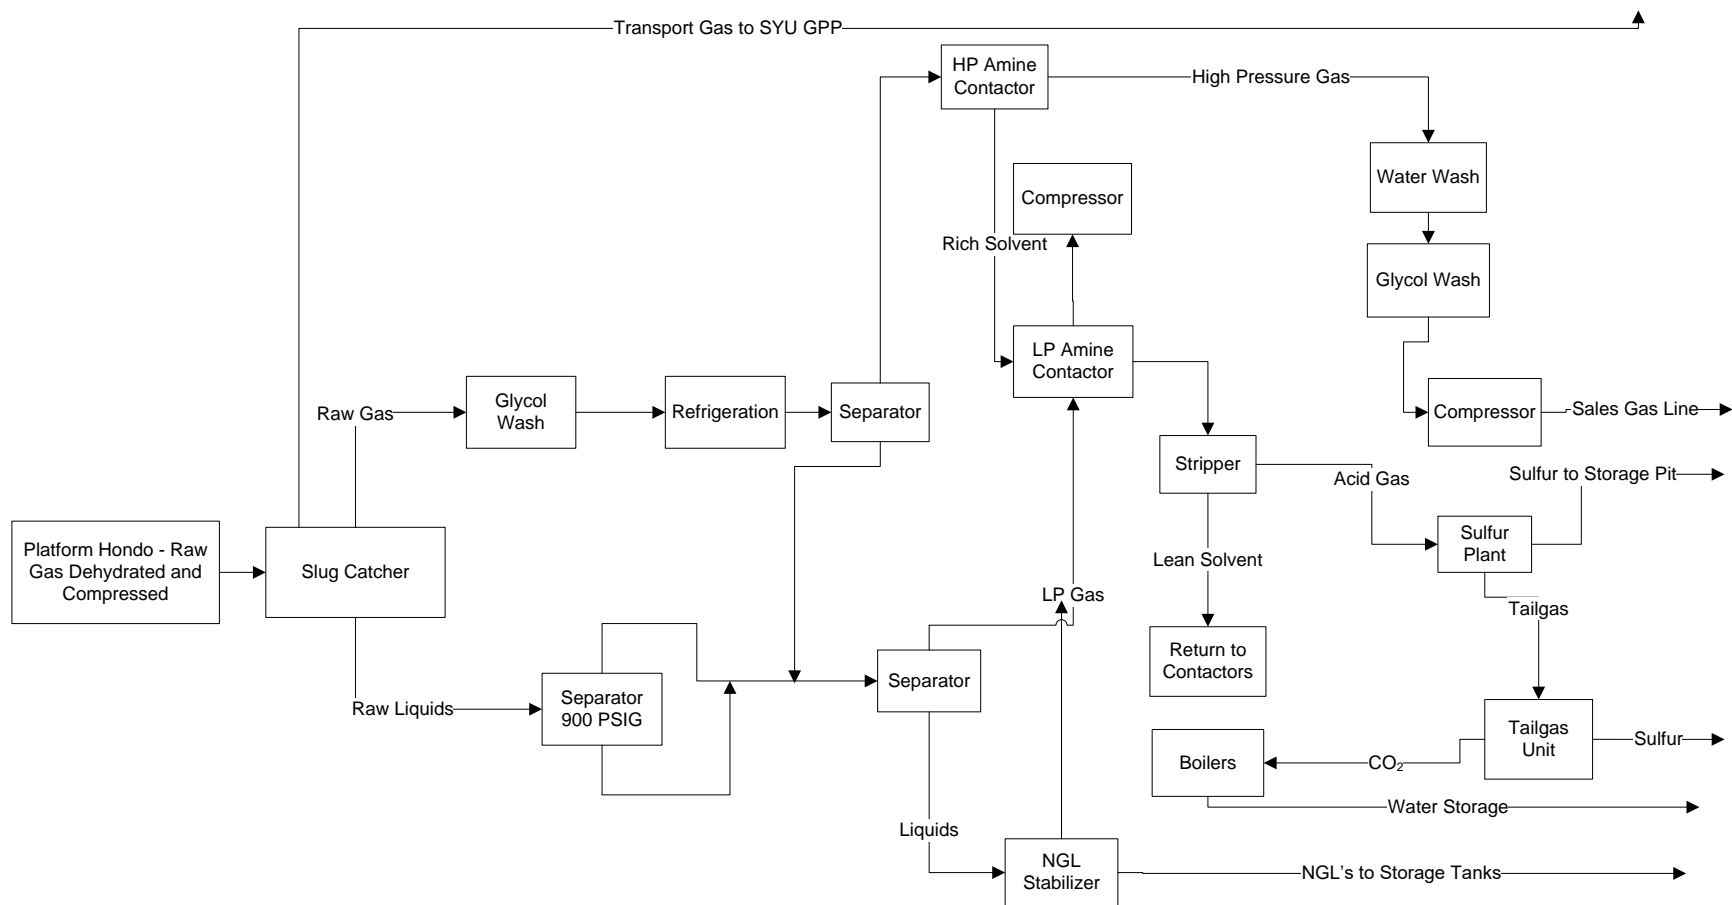 Transport Gas to SYU GPP
HP Amine
Contactor
High Pressure Gas
Water Wash
Compressor
Rich Solvent
Glycol Wash
LP Amine
Contactor
Raw Gas
Glycol
Wash
Refrigeration
Separator
Compressor
Sales Gas Line
Stripper
Acid Gas
Sulfur to Storage Pit
Platform Hondo - Raw
Gas Dehydrated and
Compressed
Slug Catcher
Sulfur
Plant
Lean Solvent
LP Gas
Tailgas
Return to
Contactors
Raw Liquids
Separator
900 PSIG
Separator
Tailgas
Unit
Sulfur
Boilers
CO₂
Water Storage
Liquids
NGL
Stabilizer
NGL's to Storage Tanks